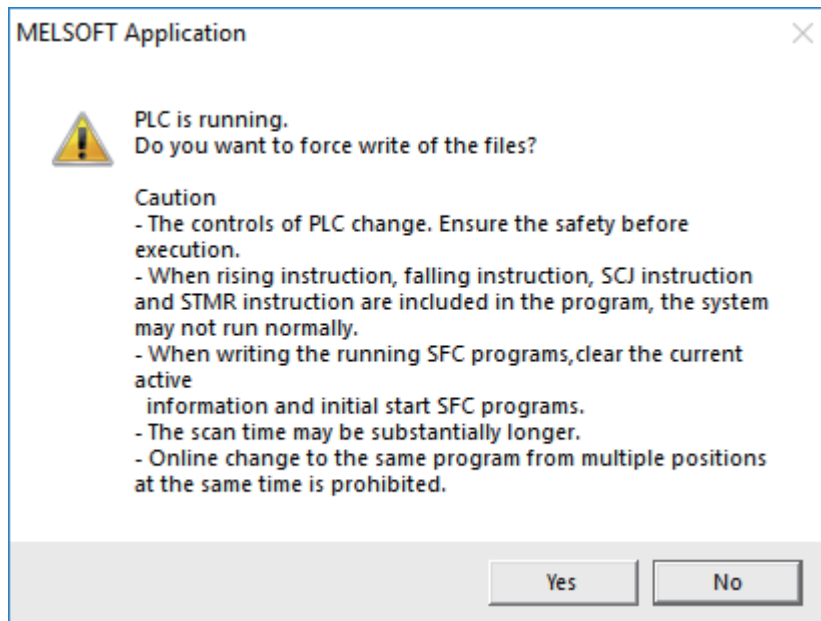 MELSOFT Application
PLC is running.
Do you want to force write of the files?
Caution
- The controls of PLC change. Ensure the safety before
execution.
- When rising instruction, falling instruction, SCJ instruction
and STMR instruction are included in the program, the system
may not run normally.
- When writing the running SFC programs,clear the current
active
information and initial start SFC programs.
- The scan time may be substantially longer.
- Online change to the same program from multiple positions
at the same time is prohibited.
Yes No